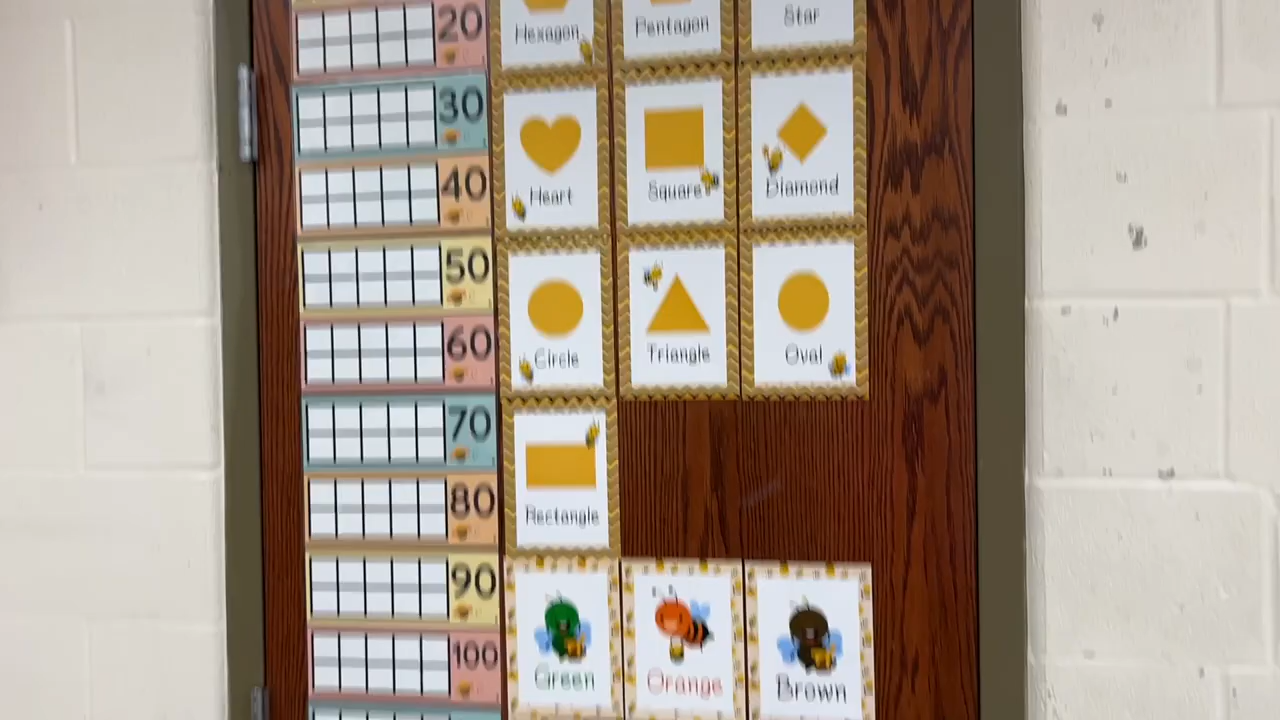 20
30
40
50
60
70
80
90
100
Hexagon
Pentagon
Star
Heart
Square
Diamond
Circle
Triangle
Oval
Rectangle
Green
Orange
Brown